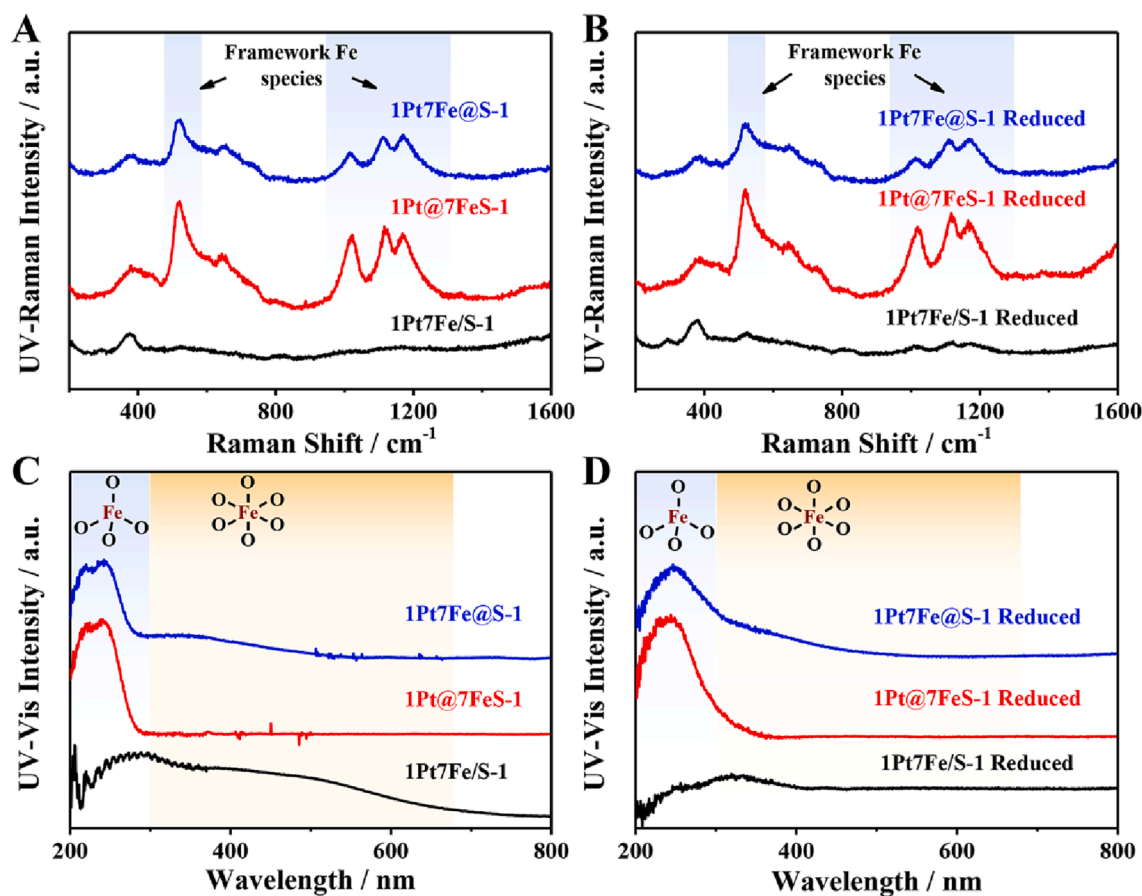 A
UV-Raman Intensity / a.u.
Framework Fe
species
1Pt7Fe@S-1
1Pt@7FeS-1
1Pt7Fe/S-1
400 800 1200 1600
Raman Shift / cm-1
B
UV-Raman Intensity / a.u.
Framework Fe
species
1Pt7Fe@S-1 Reduced
1Pt@7FeS-1 Reduced
1Pt7Fe/S-1 Reduced
400 800 1200 1600
Raman Shift / cm-1
C
UV-Vis Intensity / a.u.
O
O Fe O
O
O
O O
Fe
O O
O
1Pt7Fe@S-1
1Pt@7FeS-1
1Pt7Fe/S-1
200 400 600 800
Wavelength / nm
D
UV-Vis Intensity / a.u.
O
O Fe O
O
O
O O
Fe
O O
O
1Pt7Fe@S-1 Reduced
1Pt@7FeS-1 Reduced
1Pt7Fe/S-1 Reduced
200 400 600 800
Wavelength / nm